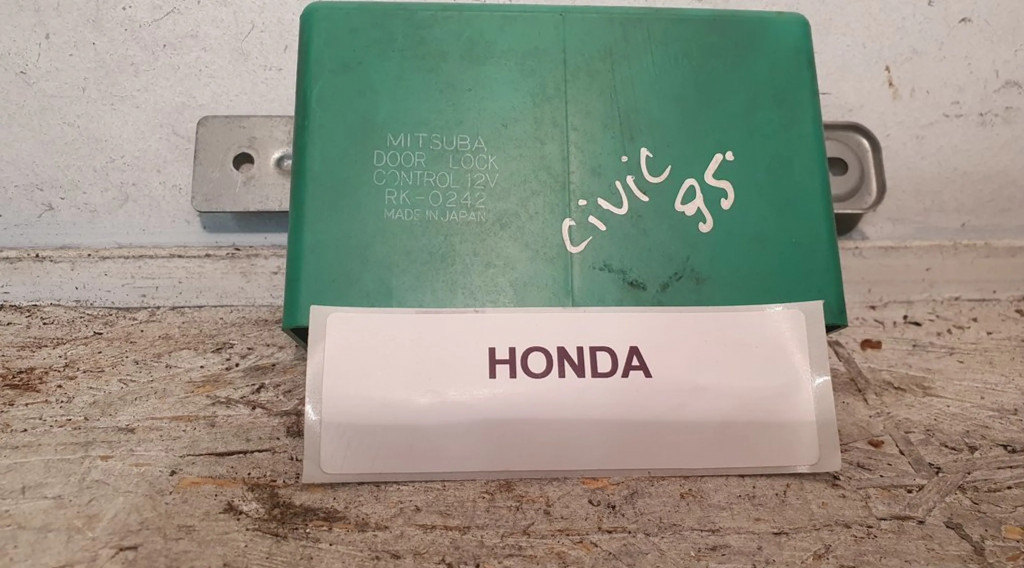 MITSUBA
DOOR LOCK
CONTROL 12V
RK-0242
MADE IN JAPAN
civic
95
HONDA